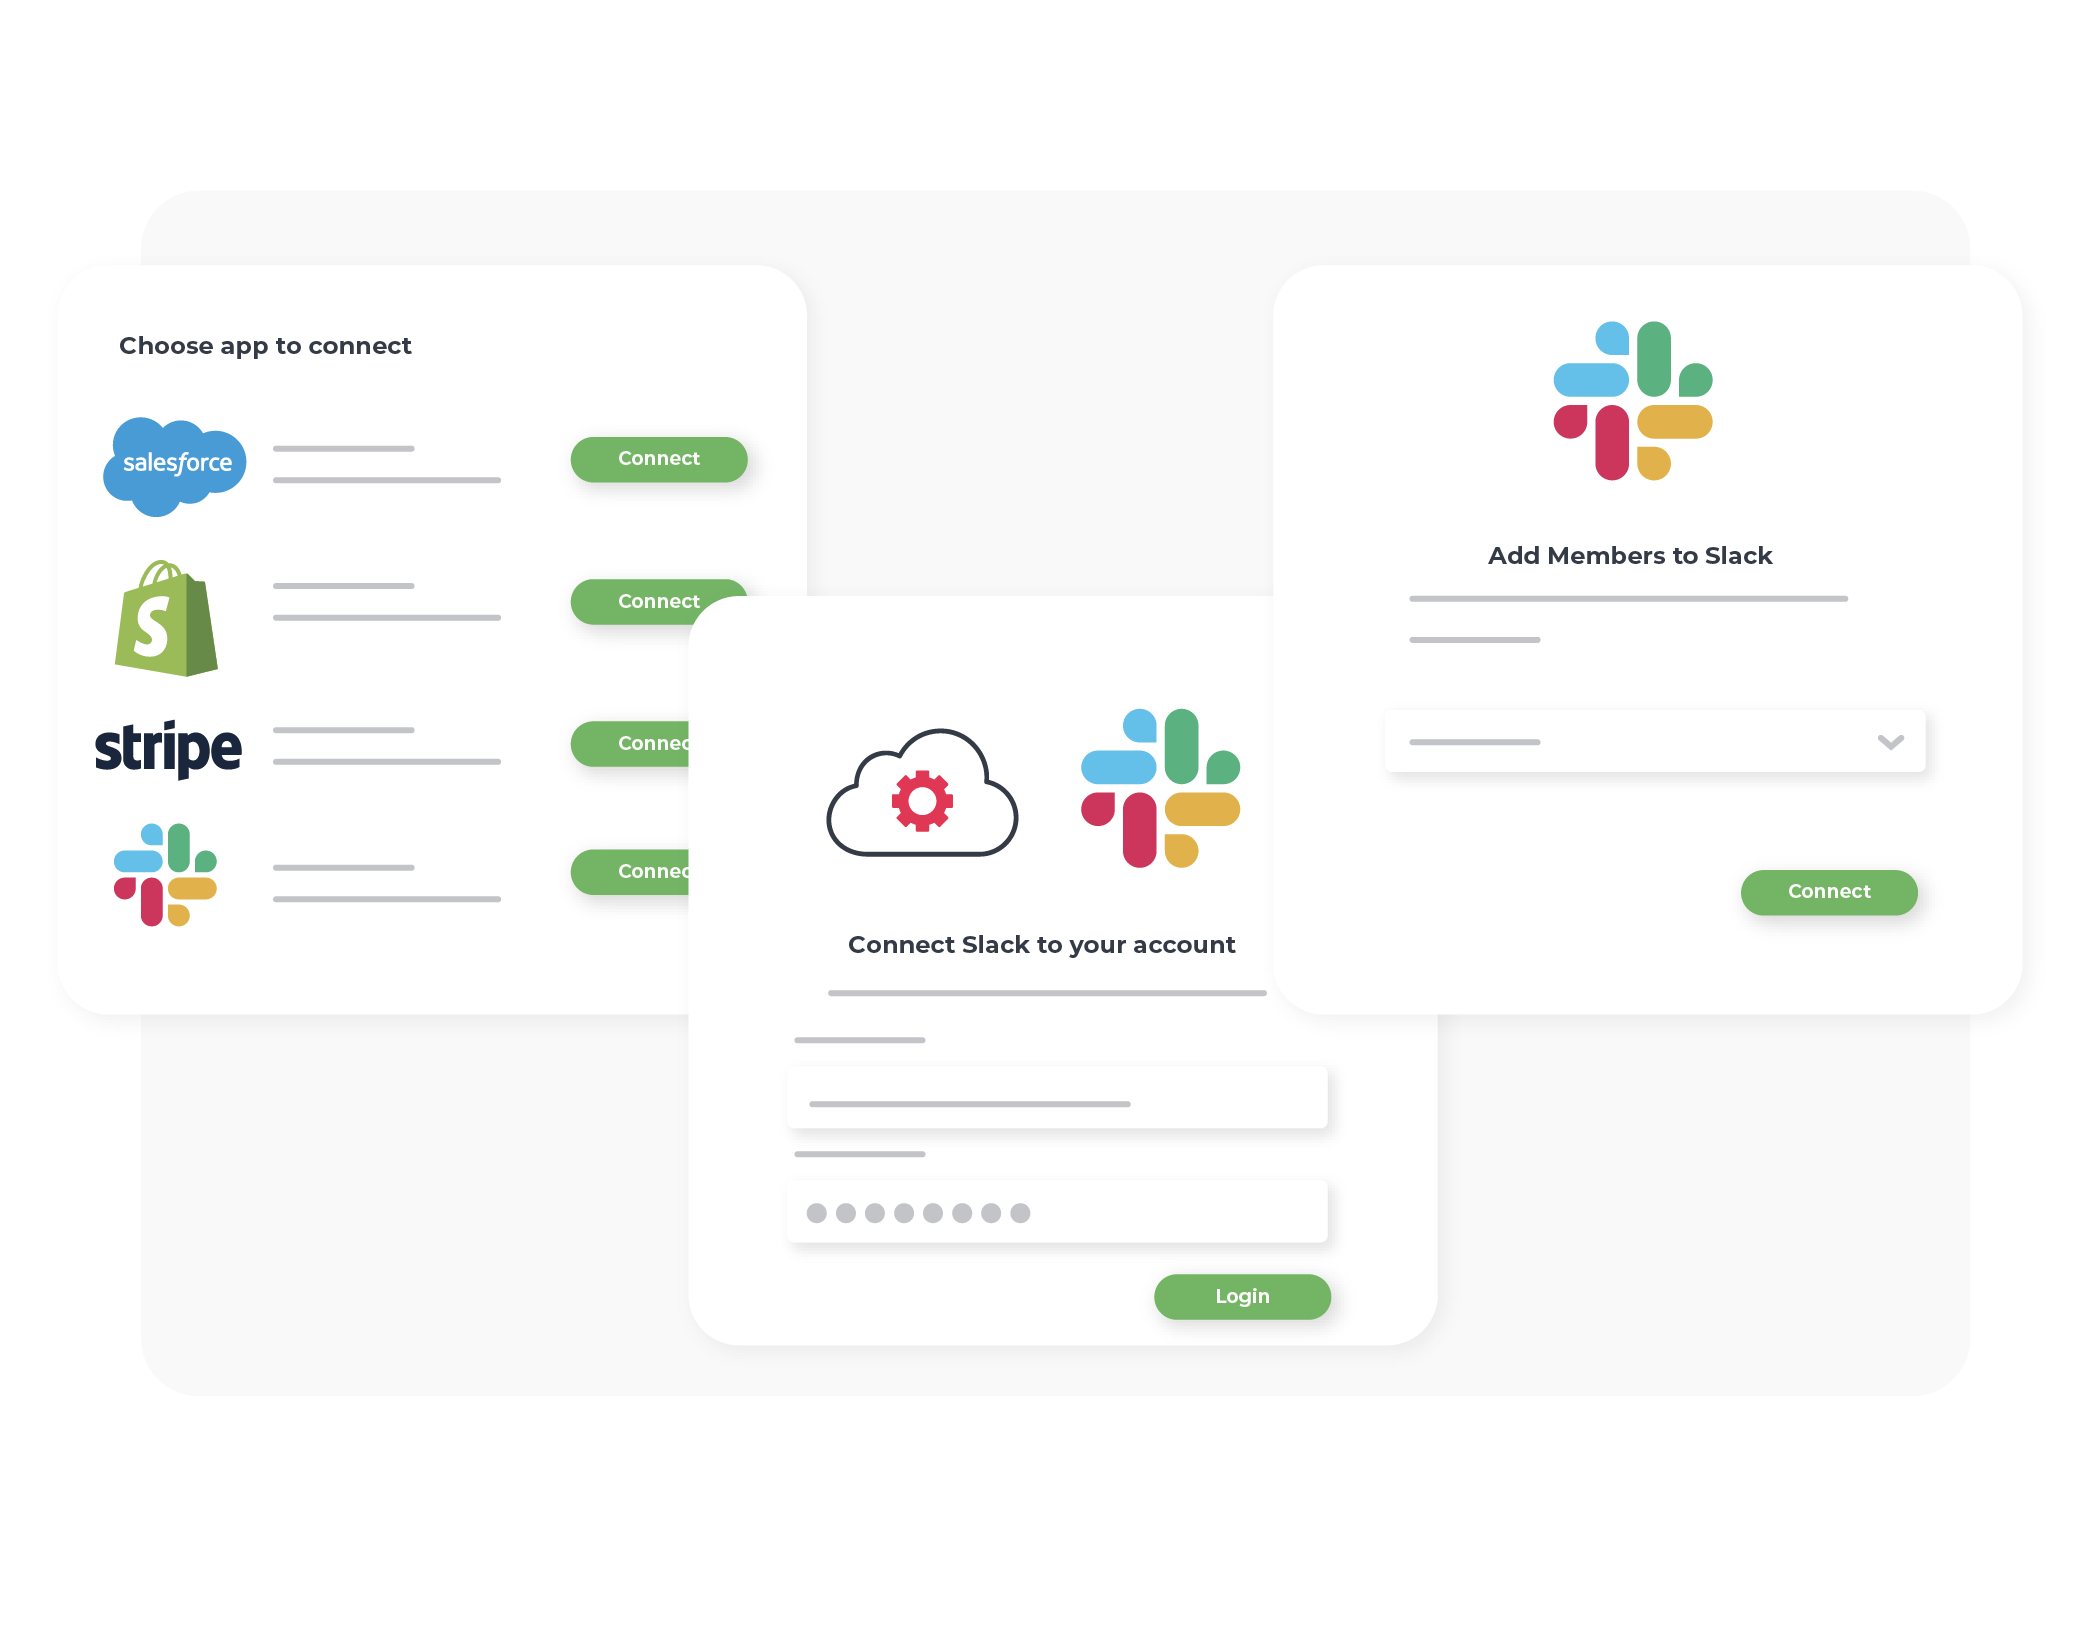 Choose app to connect
salesforce
Connect
S
Connect
stripe
Connec
Connec
Connect Slack to your account
Login
Add Members to Slack
Connect